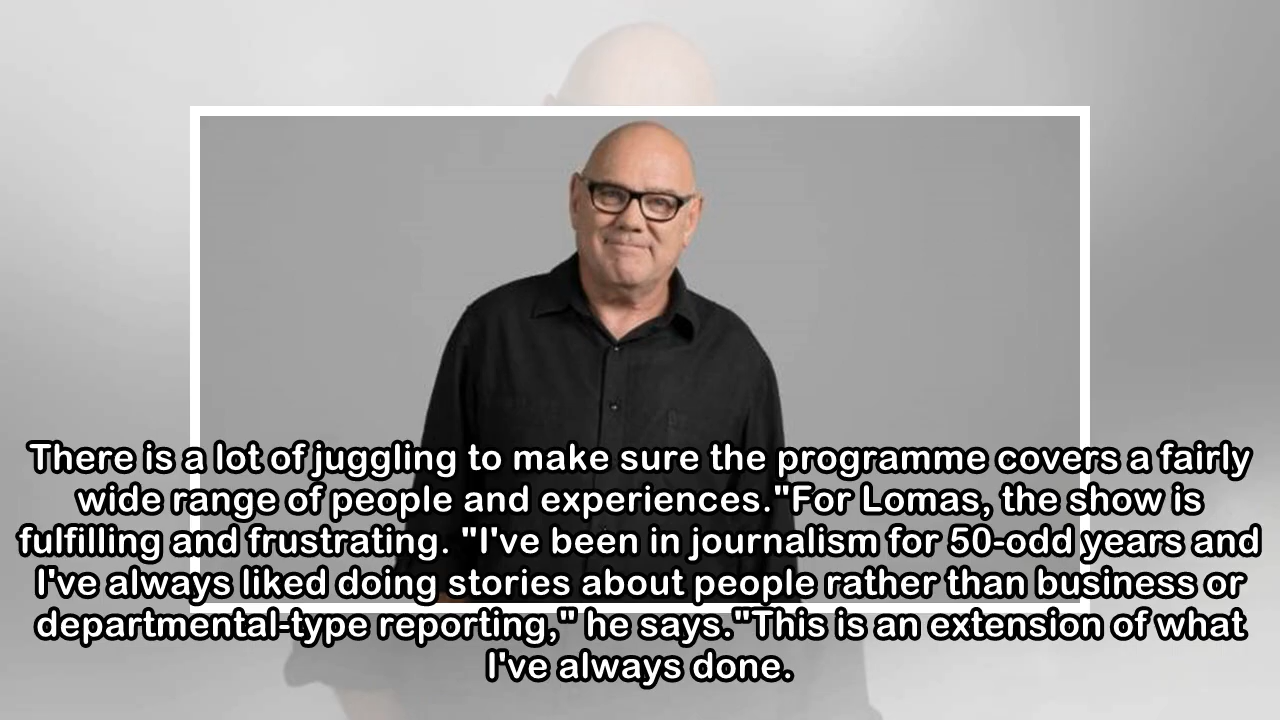 There is a lot of juggling to make sure the programme covers a fairly
wide range of people and experiences."For Lomas, the show is
fulfilling and frustrating. "I've been in journalism for 50-odd years and
I've always liked doing stories about people rather than business or
departmental-type reporting," he says."This is an extension of what
I've always done.